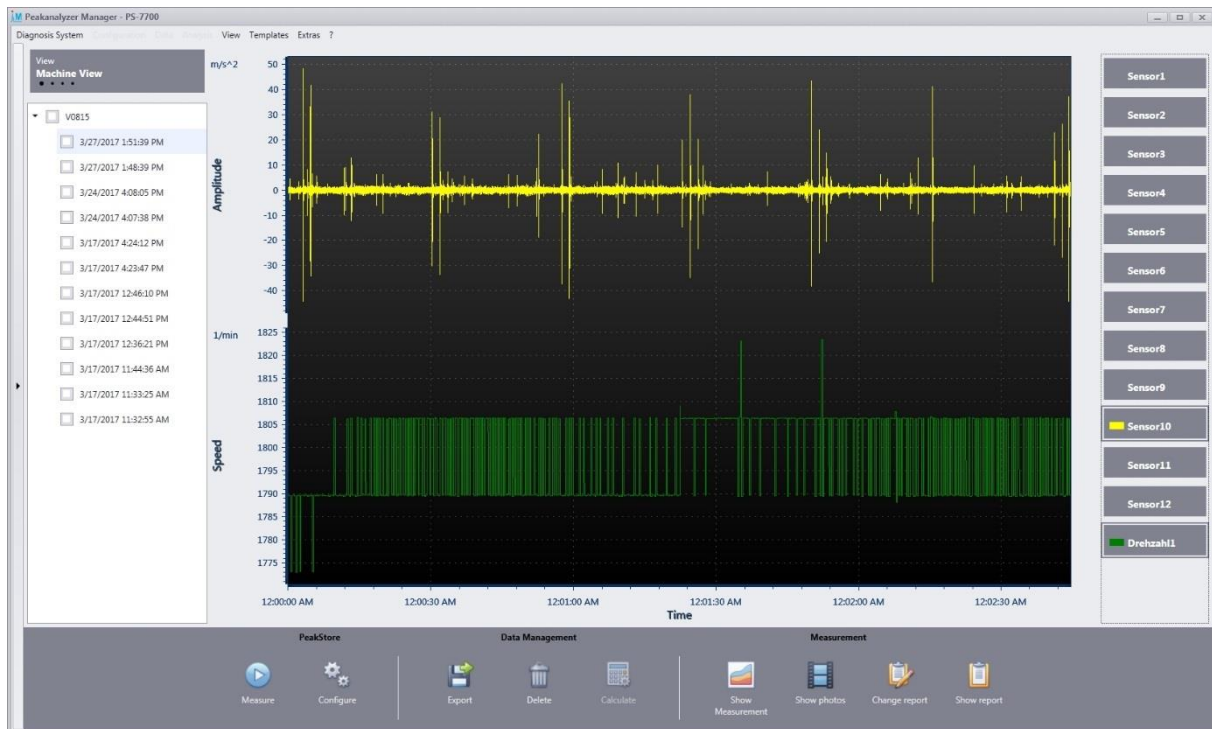 Peakanalyzer Manager - PS-7700
Diagnosis System Configuration Data Analysis View Templates Extras ?
View
Machine View
V0815
3/27/2017 1:51:39 PM
3/27/2017 1:48:39 PM
3/24/2017 4:08:05 PM
3/24/2017 4:07:38 PM
3/17/2017 4:24:12 PM
3/17/2017 4:23:47 PM
3/17/2017 12:46:10 PM
3/17/2017 12:44:51 PM
3/17/2017 12:36:21 PM
3/17/2017 11:44:36 AM
3/17/2017 11:33:25 AM
3/17/2017 11:32:55 AM
m/s^2
50
40
30
20
10
0
-10
-20
-30
-40
Amplitude
1/min
1825
1820
1815
1810
1805
1800
1795
1790
1785
1780
1775
Speed
12:00:00 AM 12:00:30 AM 12:01:00 AM 12:01:30 AM 12:02:00 AM 12:02:30 AM
Time
Sensor1
Sensor2
Sensor3
Sensor4
Sensor5
Sensor6
Sensor7
Sensor8
Sensor9
Sensor10
Sensor11
Sensor12
Drehzahl1
PeakStore Data Management Measurement
Measure Configure Export Delete Calculate Show Measurement Show photos Change report Show report